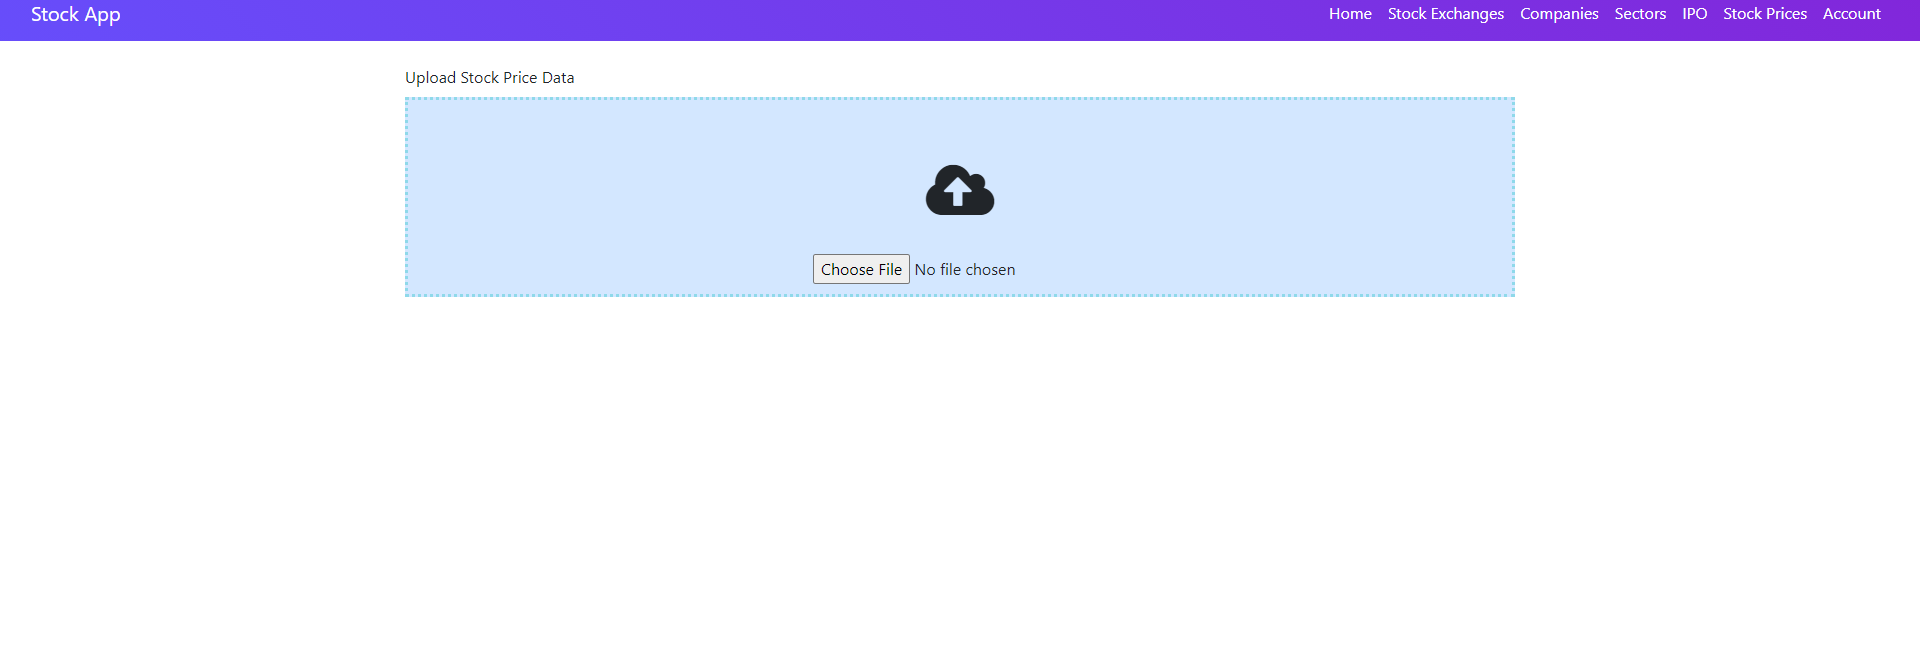 Stock App Home Stock Exchanges Companies Sectors IPO Stock Prices Account
Upload Stock Price Data
Choose File No file chosen